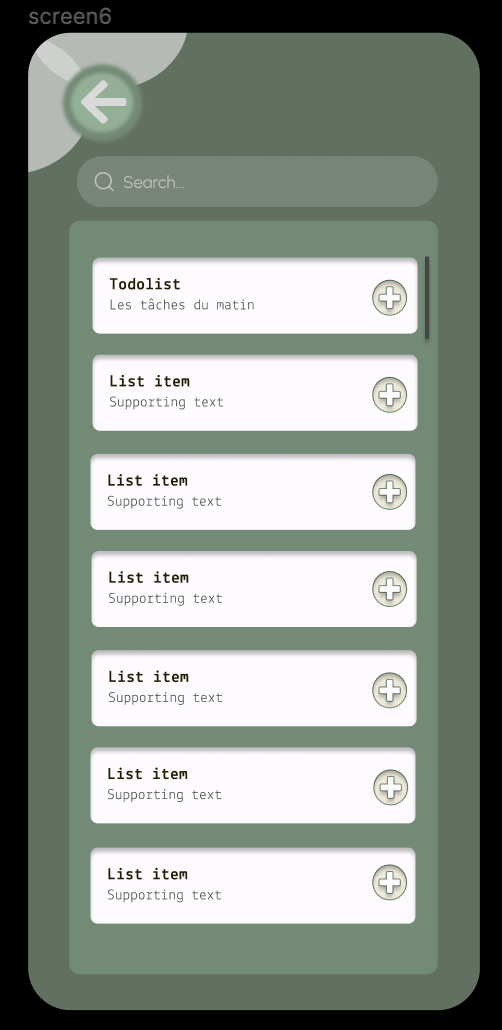 screen6
Search...
Todolist
Les tâches du matin
List item
Supporting text
List item
Supporting text
List item
Supporting text
List item
Supporting text
List item
Supporting text
List item
Supporting text